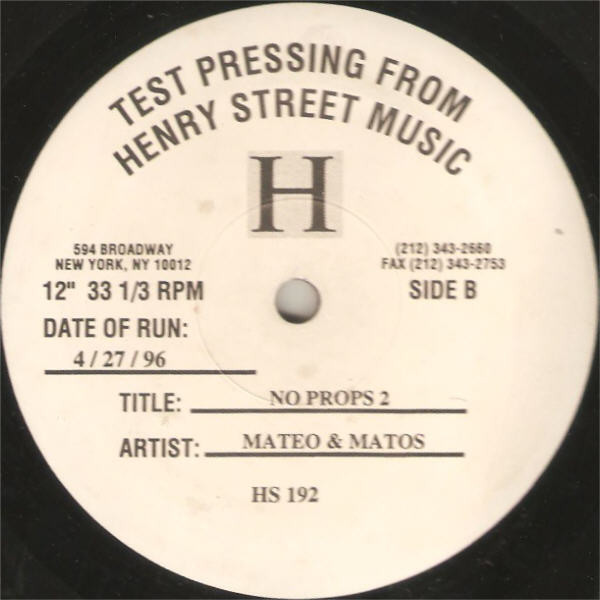 TEST PRESSING FROM
HENRY STREET MUSIC
H
594 BROADWAY
NEW YORK, NY 10012
(212) 343-2660
FAX (212) 343-2753
12" 33 1/3 RPM
SIDE B
DATE OF RUN:
4 / 27 / 96
TITLE: NO PROPS 2
ARTIST: MATEO & MATOS
HS 192